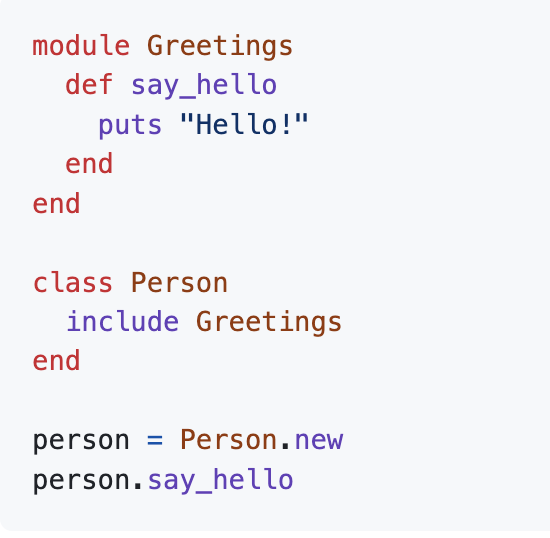 module Greetings
  def say_hello
    puts "Hello!"
  end
end

class Person
  include Greetings
end

person = Person.new
person.say_hello